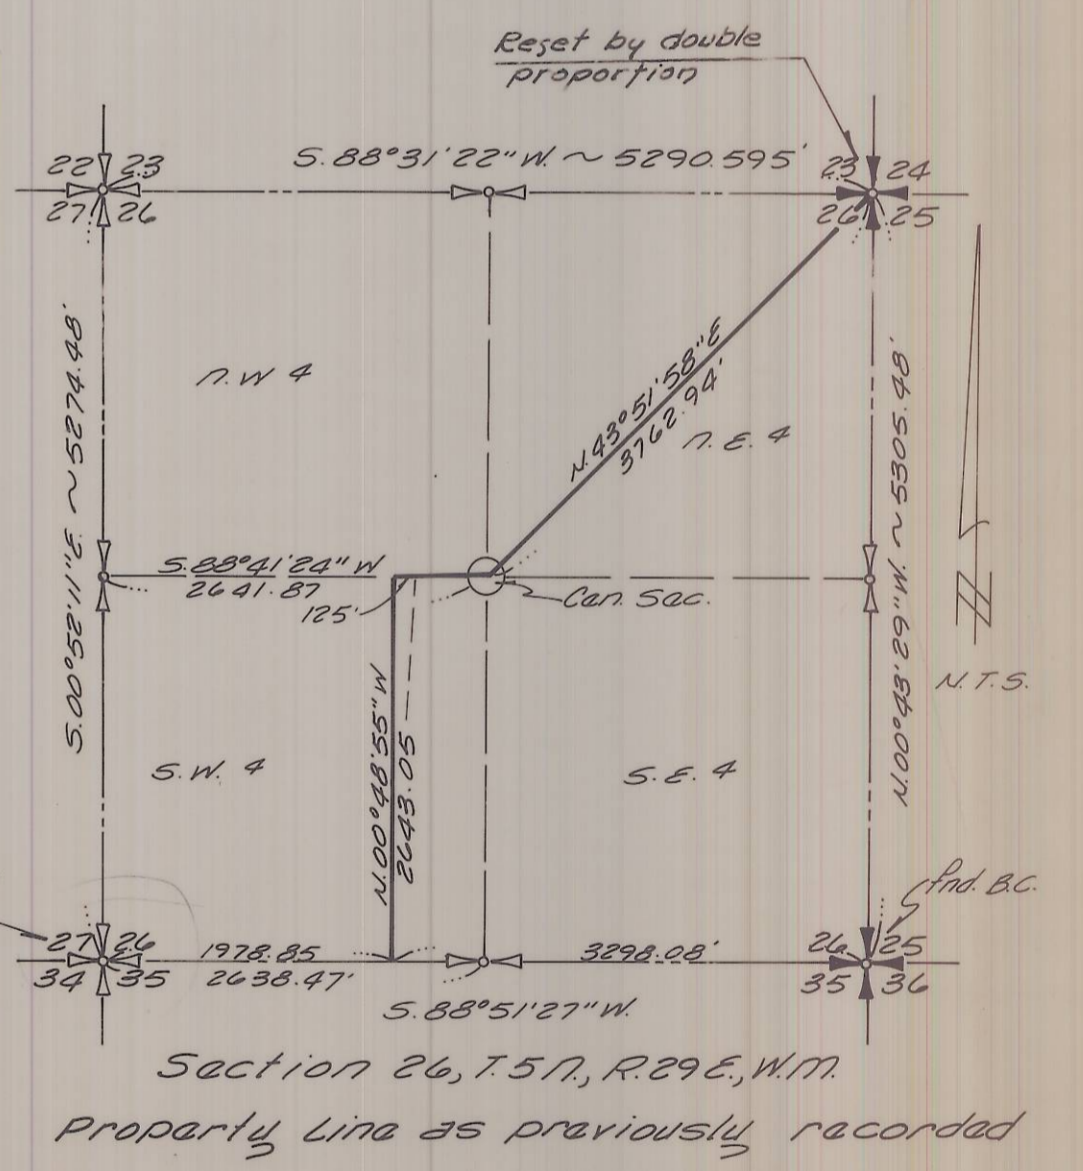 Reset by double
proportion
22 23
27 26
S. 88°31'22" W. ~ 5290.595'
23 24
26 25
S. 00°52'11" E. ~ 5274.48'
N.W 4
N. 43°51'58" E
3762.94'
N.E. 4
N. 00°48'29" W. ~ 5305.48'
S. 88°41'24" W
2641.87
125'
Cen. Sec.
N.T.S.
N. 00°48'55" W
2643.05
S.W. 4
S.E. 4
fnd. B.C.
27 26
34 35
1978.85
2638.47'
3298.08'
26 25
35 36
S. 88°51'27" W.
Section 26, T.5N., R.29E., W.M.
Property Line as previously recorded